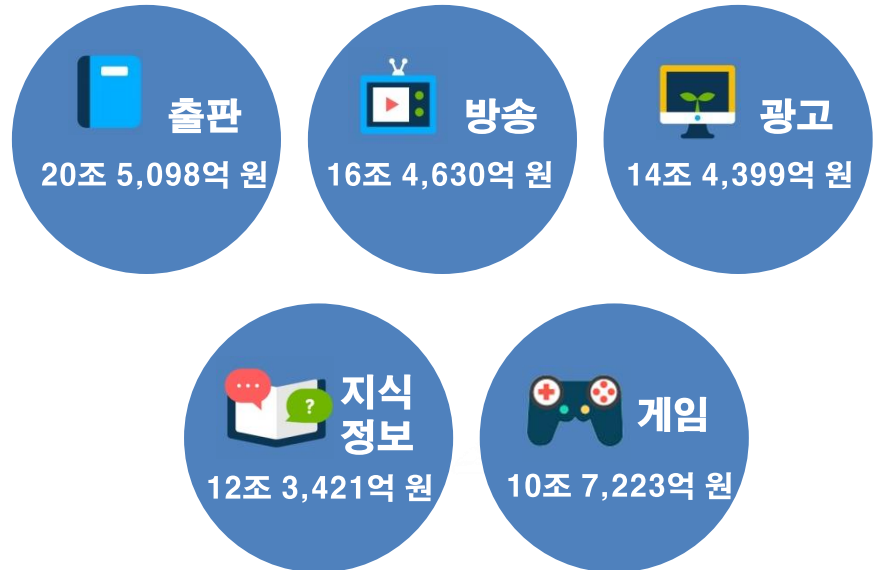 출판
20조 5,098억 원
방송
16조 4,630억 원
광고
14조 4,399억 원
?
지식
정보
12조 3,421억 원
게임
10조 7,223억 원